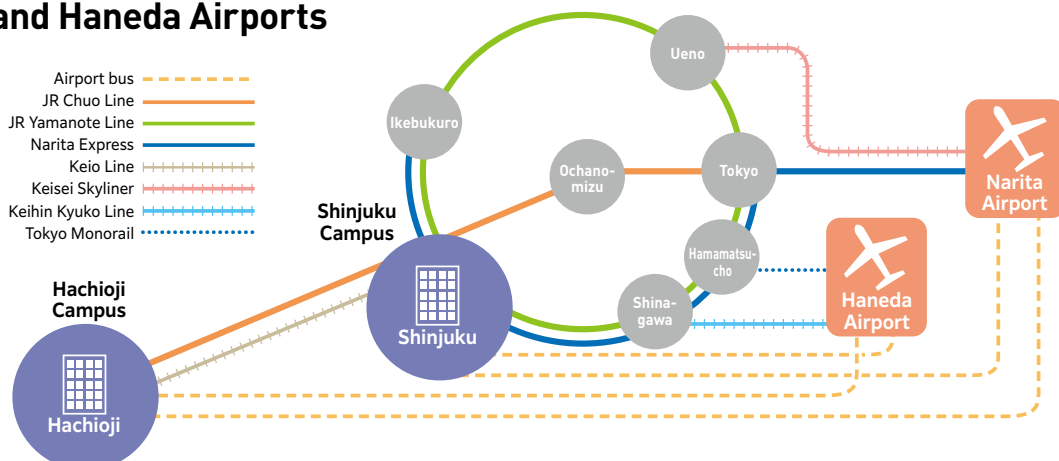 and Haneda Airports
Airport bus
JR Chuo Line
JR Yamanote Line
Narita Express
Keio Line
Keisei Skyliner
Keihin Kyuko Line
Tokyo Monorail
Ueno
Ikebukuro
Ochano-
mizu
Tokyo
Narita
Airport
Shinjuku
Campus
Hamamatsu-
cho
Haneda
Airport
Shina-
gawa
Shinjuku
Hachioji
Campus
Hachioji